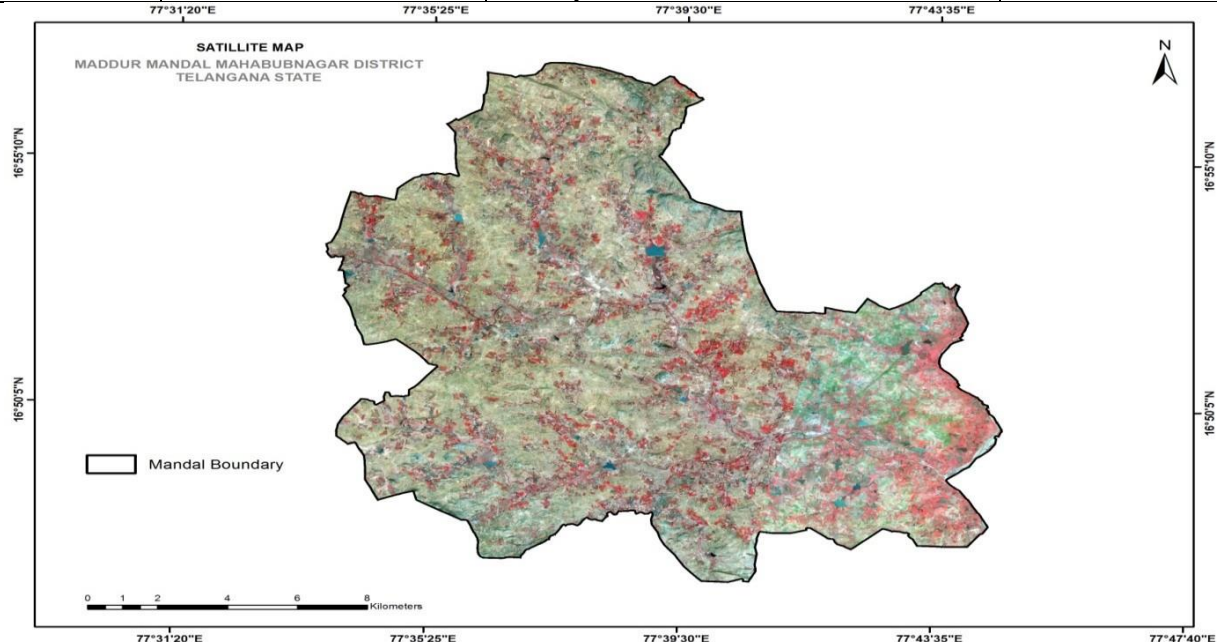 77°31'20"E 77°35'25"E 77°39'30"E 77°43'35"E
SATILLITE MAP
MADDUR MANDAL MAHABUBNAGAR DISTRICT
TELANGANA STATE
N
16°55'10"N 16°55'10"N
16°50'5"N 16°50'5"N
Mandal Boundary
0 1 2 4 6 8 Kilometers
77°31'20"E 77°35'25"E 77°39'30"E 77°43'35"E 77°47'40"E